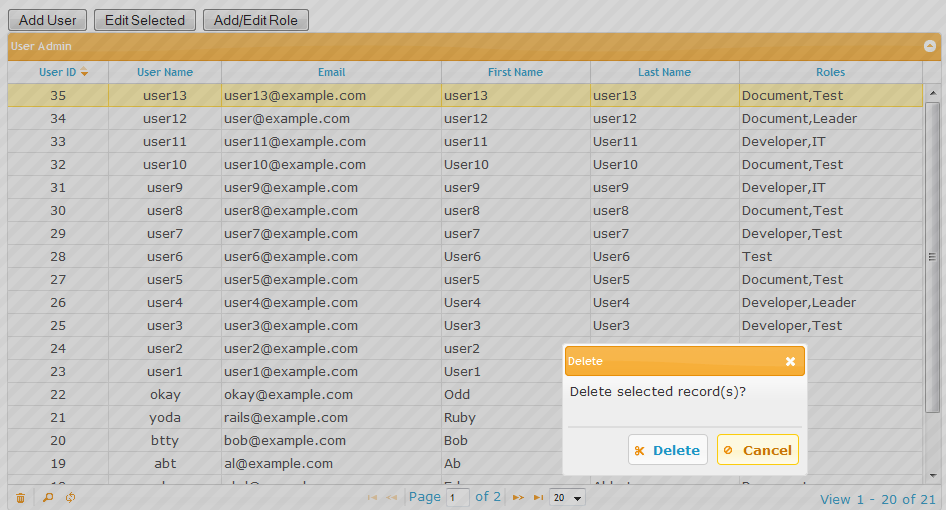 Add User Edit Selected Add/Edit Role
User Admin
User ID User Name Email First Name Last Name Roles
35 user13 user13@example.com user13 user13 Document,Test
34 user12 user@example.com user12 user12 Document,Leader
33 user11 user11@example.com user11 User11 Developer,IT
32 user10 user10@example.com User10 User10 Document,Test
31 user9 user9@example.com user9 user9 Developer,IT
30 user8 user8@example.com user8 user8 Document,Test
29 user7 user7@example.com user7 user7 Developer,Test
28 user6 user6@example.com User6 User6 Test
27 user5 user5@example.com User5 User5 Document,Test
26 user4 user4@example.com User4 User4 Developer,Leader
25 user3 user3@example.com User3 User3 Developer,Test
24 user2 user2@example.com user2
23 user1 user1@example.com User1
22 okay okay@example.com Odd
21 yoda rails@example.com Ruby
20 btty bob@example.com Bob
19 abt al@example.com Ab
Delete
Delete selected record(s)?
Delete Cancel
Page 1 of 2 20 View 1 - 20 of 21